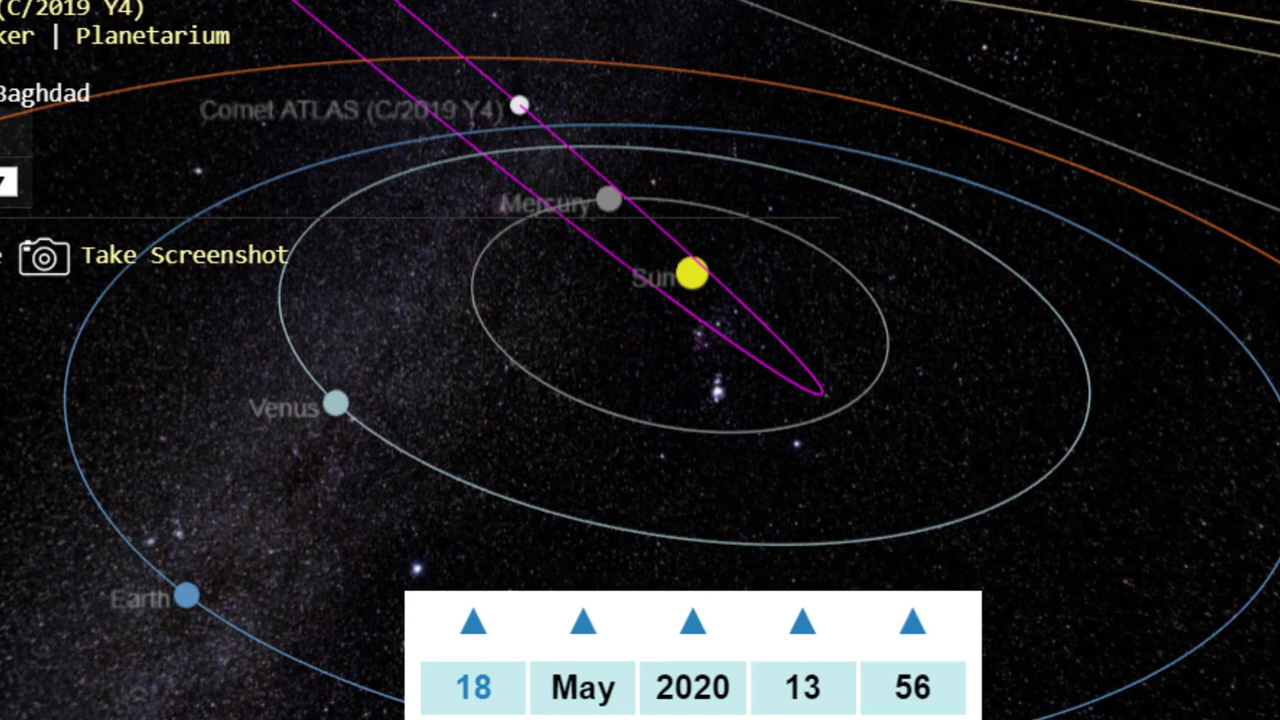 (C/2019 Y4)
ker | Planetarium
Baghdad
Comet ATLAS (C/2019 Y4)
Mercury
e Take Screenshot
Sun
Venus
Earth
18 May 2020 13 56